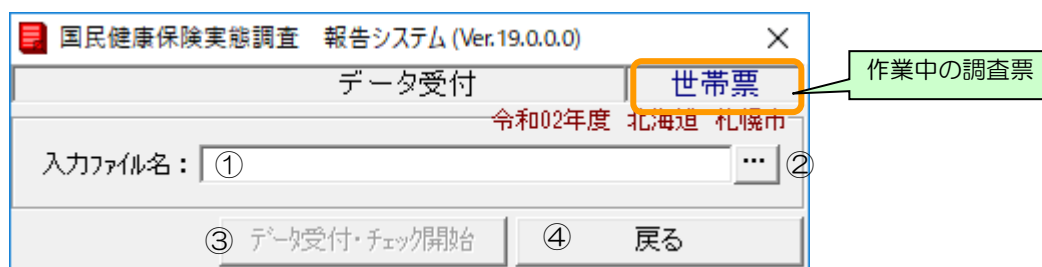 国民健康保険実態調査 報告システム (Ver.19.0.0.0)
データ受付 世帯票
作業中の調査票
令和02年度 北海道 札幌市
入力ファイル名： ① ... ②
③ データ受付・チェック開始 ④ 戻る